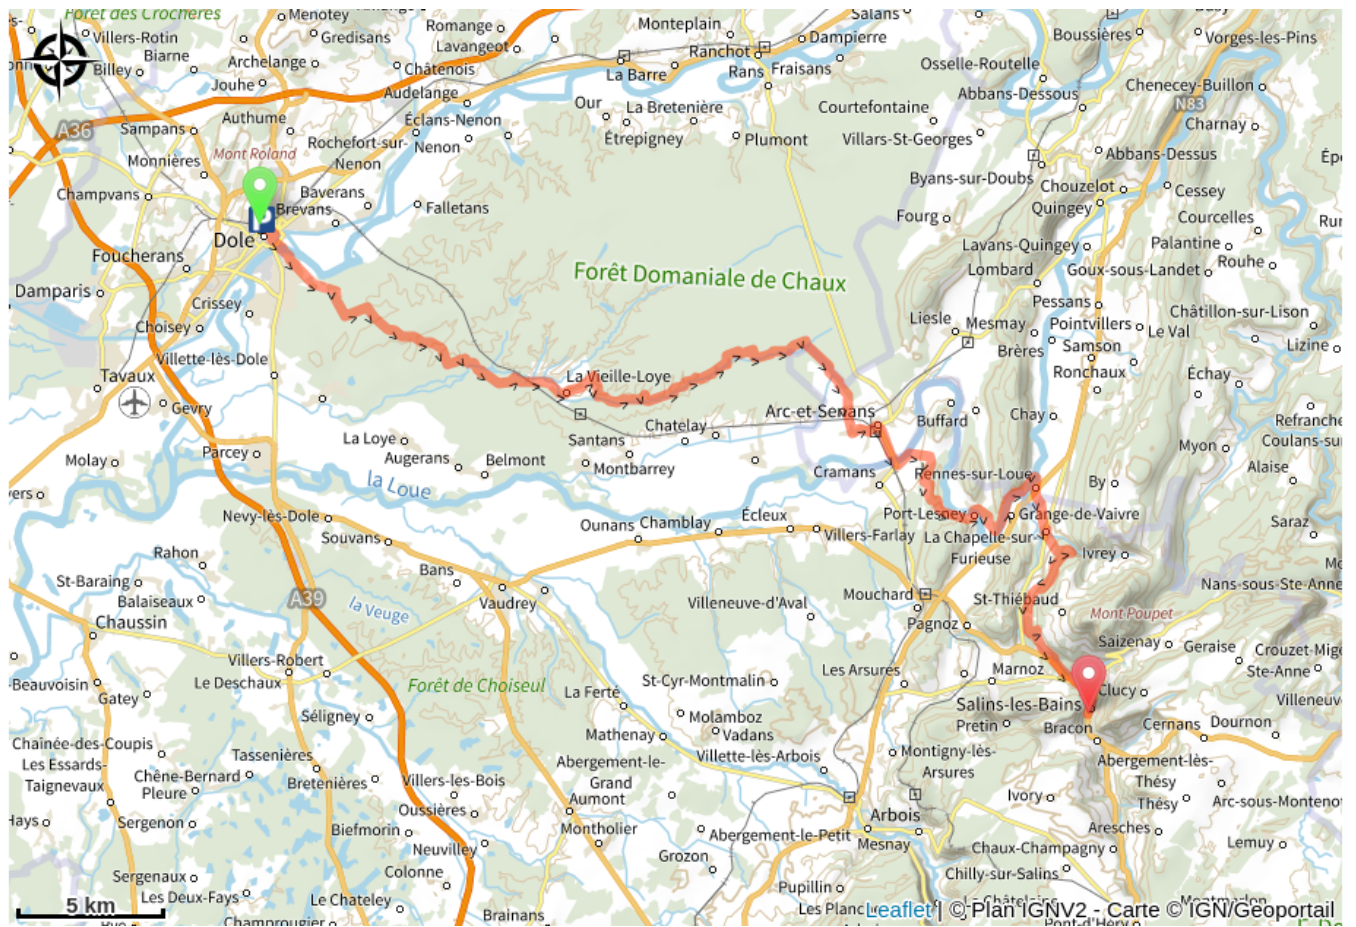 Forêt des Crochères
Menotey
Villers-Rotin
Gredisans
Biarne
Billey
Archelange
Jouhe
Romange
Lavangeot
Châtenois
Audelange
Monteplain
Salans
Ranchot
Dampierre
La Barre
Rans
Fraisans
Boussières
Vorges-les-Pins
Osselle-Routelle
Abbans-Dessous
Chenecey-Buillon
N83
Charnay
A36
Sampans
Authume
Éclans-Nenon
Our
La Bretenière
Étrepigney
Plumont
Courtefontaine
Villars-St-Georges
Monnières
Mont Roland
Rochefort-sur-
Nenon
Nenon
Abbans-Dessus
Byans-sur-Doubs
Chouzelot
Cessey
Quingey
Champvans
Baverans
Brevans
Falletans
Fourg
Courcelles
P
Dole
Foucherans
Lavans-Quingey
Palantine
Rouhe
Lombard
Goux-sous-Landet
Damparis
Crissey
Choisey
Forêt Domaniale de Chaux
Pessans
Châtillon-sur-Lison
Liesle
Mesmay
Pointvillers
Le Val
Samson
Lizine
Brères
Ronchaux
Villette-lès-Dole
Tavaux
Gevry
La Vieille-Loye
Échay
Arc-et-Senans
Buffard
Chay
Refranche
Chatelay
Santans
Myon
La Loye
Augerans
Belmont
Montbarrey
Parcey
Molay
Alaise
la Loue
Cramans
Rennes-sur-Loue
By
Nevy-lès-Dole
Souvans
Ounans
Chamblay
Écleux
Villers-Farlay
Port-Lesney
Grange-de-Vaivre
La Chapelle-sur-
Furieuse
Saraz
Ivrey
Rahon
St-Baraing
Balaiseaux
Chaussin
Bans
Vaudrey
A39
la Veuge
Villeneuve-d'Aval
Mouchard
Pagnoz
St-Thiébaud
Mont Poupet
Nans-sous-Ste-Anne
Saizenay
Geraise
Ste-Anne
Villers-Robert
Le Deschaux
Beauvoisin
Gatey
Forêt de Choiseul
La Ferté
St-Cyr-Montmalin
Les Arsures
Marnoz
Clucy
Salins-les-Bains
Pretin
Bracon
Cernans
Dournon
Séligney
Molamboz
Vadans
Mathenay
Villette-lès-Arbois
Montigny-lès-
Arsures
Abergement-lès-
Thésy
Thésy
Chaînée-des-Coupis
Les Essards-
Taignevaux
Chêne-Bernard
Pleure
Tassenières
Bretenières
Villers-les-Bois
Oussières
Abergement-le-
Grand
Aumont
Montholier
Ivory
Aresches
Sergenon
Biefmorin
Neuvilley
Abergement-le-Petit
Arbois
Mesnay
Chaux-Champagny
Lemuy
Grozon
Chilly-sur-Salins
Sergenaux
Les Deux-Fays
Colonne
Le Chateley
Brainans
Pupillin
5 km
Leaflet | © Plan IGNV2 - Carte © IGN/Geoportail